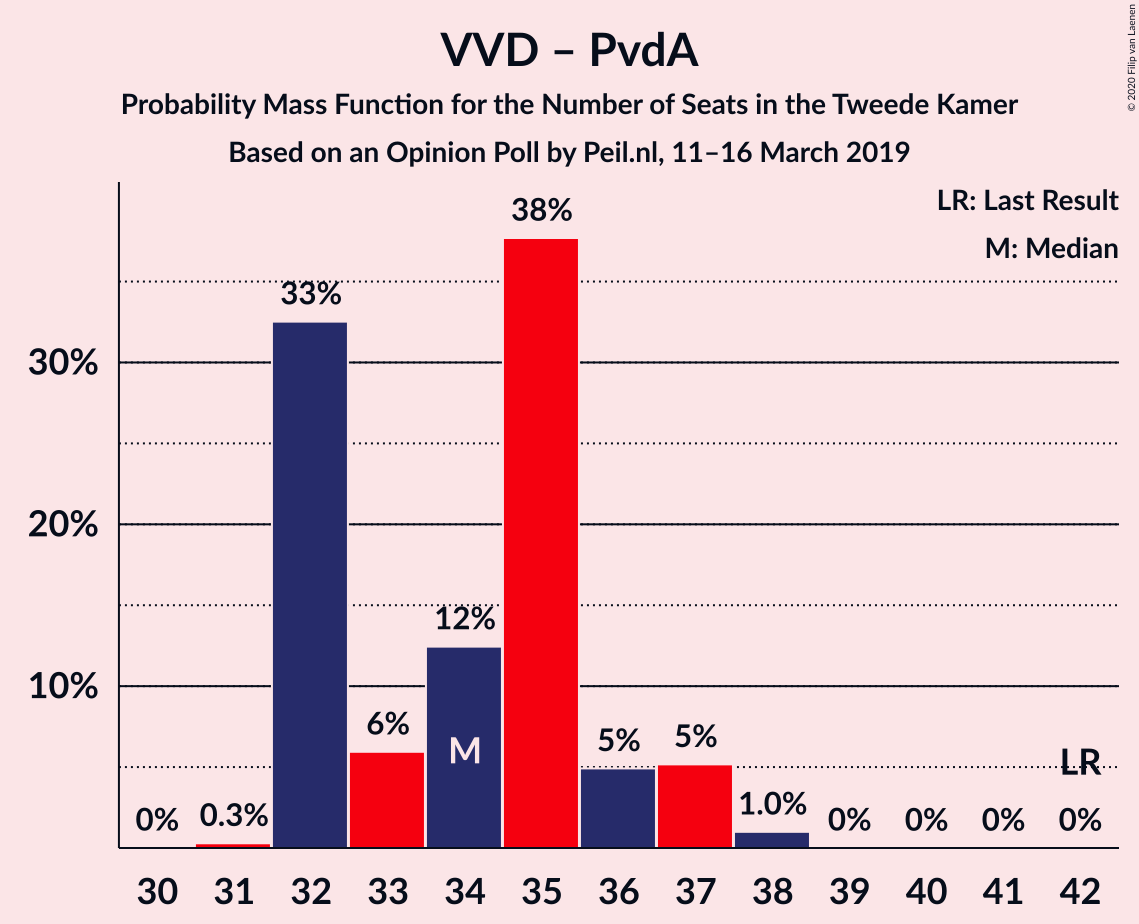 VVD – PvdA
Probability Mass Function for the Number of Seats in the Tweede Kamer
Based on an Opinion Poll by Peil.nl, 11–16 March 2019
© 2020 Filip van Laenen
LR: Last Result
M: Median
30%
20%
10%
0%
0.3%
33%
6%
12%
38%
5%
5%
1.0%
0%
0%
0%
0%
M
LR
30 31 32 33 34 35 36 37 38 39 40 41 42